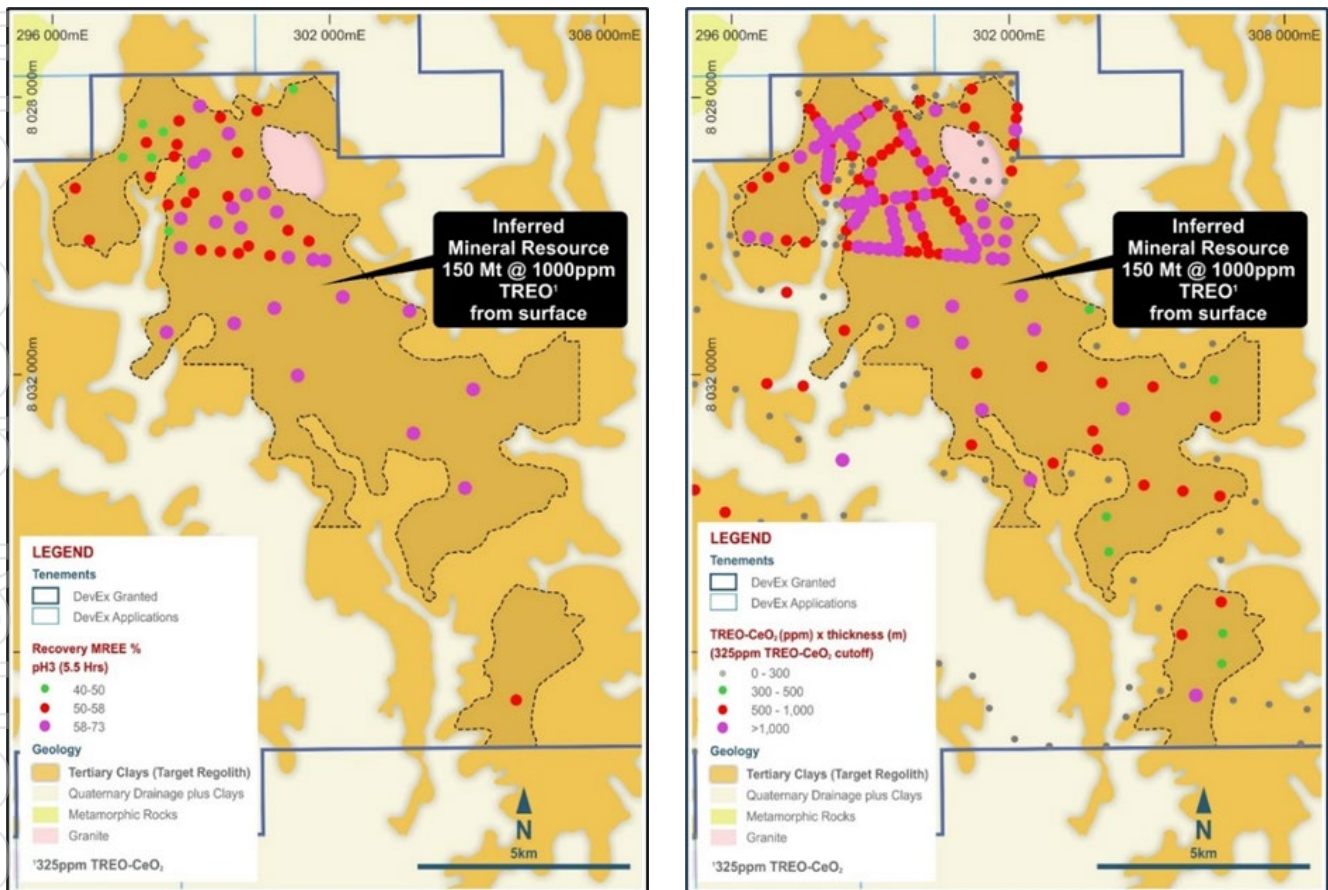 296 000mE
302 000mE
308 000mE
8 028 000m
8 032 000m
Inferred
Mineral Resource
150 Mt @ 1000ppm
TREO¹
from surface
LEGEND
Tenements
DevEx Granted
DevEx Applications
Recovery MREE %
pH3 (5.5 Hrs)
40-50
50-58
58-73
Geology
Tertiary Clays (Target Regolith)
Quaternary Drainage plus Clays
Metamorphic Rocks
Granite
¹325ppm TREO-CeO₂
N
5km
296 000mE
302 000mE
308 000mE
8 028 000m
8 032 000m
Inferred
Mineral Resource
150 Mt @ 1000ppm
TREO¹
from surface
LEGEND
Tenements
DevEx Granted
DevEx Applications
TREO-CeO₂ (ppm) x thickness (m)
(325ppm TREO-CeO₂ cutoff)
0 - 300
300 - 500
500 - 1,000
>1,000
Geology
Tertiary Clays (Target Regolith)
Quaternary Drainage plus Clays
Metamorphic Rocks
Granite
¹325ppm TREO-CeO₂
N
5km